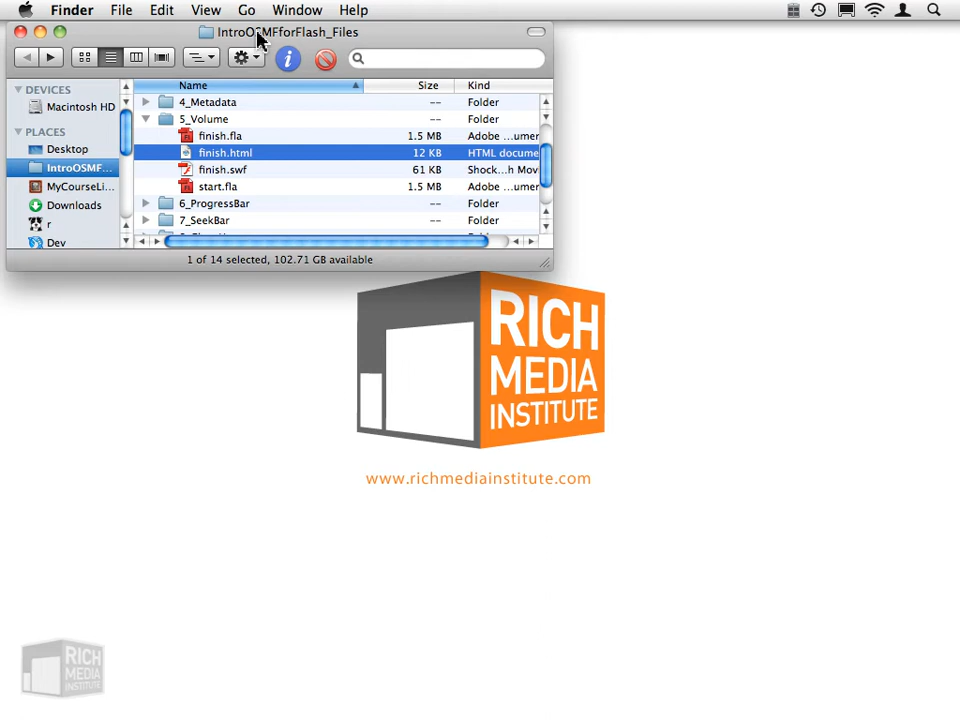 Finder File Edit View Go Window Help
IntroOSMFforFlash_Files
Name Size Kind
DEVICES
Macintosh HD
PLACES
Desktop
IntroOSMF...
MyCourseLi...
Downloads
r
Dev
4_Metadata -- Folder
5_Volume -- Folder
finish.fla 1.5 MB Adobe ...umer
finish.html 12 KB HTML docume
finish.swf 61 KB Shock...h Mov
start.fla 1.5 MB Adobe ...umer
6_ProgressBar -- Folder
7_SeekBar -- Folder
1 of 14 selected, 102.71 GB available
RICH
MEDIA
INSTITUTE
www.richmediainstitute.com
RICH
MEDIA
INSTITUTE